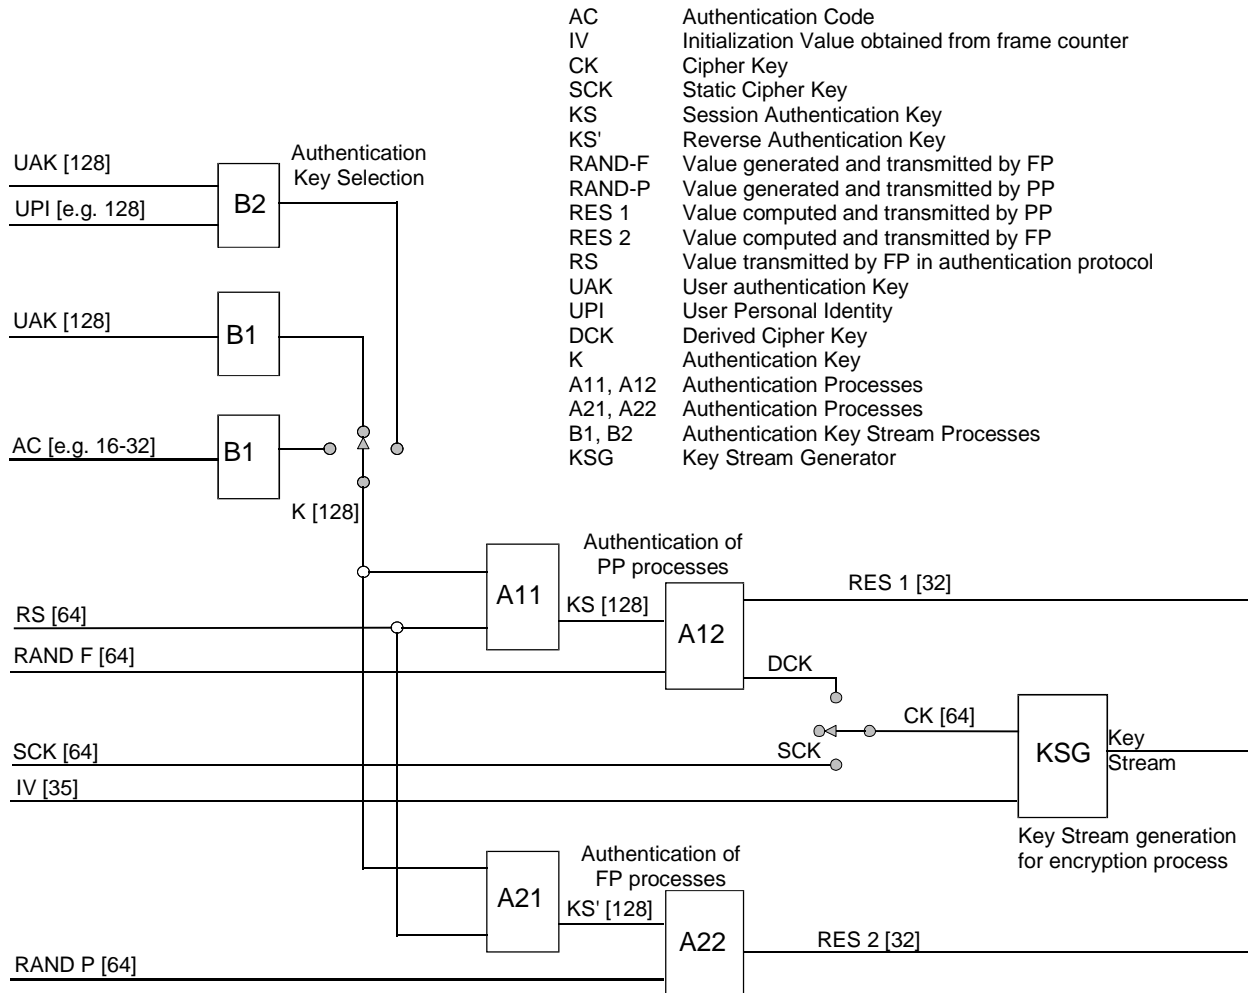 AC Authentication Code
IV Initialization Value obtained from frame counter
CK Cipher Key
SCK Static Cipher Key
KS Session Authentication Key
KS' Reverse Authentication Key
RAND-F Value generated and transmitted by FP
RAND-P Value generated and transmitted by PP
RES 1 Value computed and transmitted by PP
RES 2 Value computed and transmitted by FP
RS Value transmitted by FP in authentication protocol
UAK User authentication Key
UPI User Personal Identity
DCK Derived Cipher Key
K Authentication Key
A11, A12 Authentication Processes
A21, A22 Authentication Processes
B1, B2 Authentication Key Stream Processes
KSG Key Stream Generator
UAK [128]
UPI [e.g. 128]
B2
Authentication
Key Selection
UAK [128]
B1
AC [e.g. 16-32]
B1
K [128]
RS [64]
RAND F [64]
A11
KS [128]
Authentication of
PP processes
A12
RES 1 [32]
DCK
SCK [64]
SCK
CK [64]
IV [35]
KSG
Key
Stream
Key Stream generation
for encryption process
A21
KS' [128]
Authentication of
FP processes
A22
RES 2 [32]
RAND P [64]